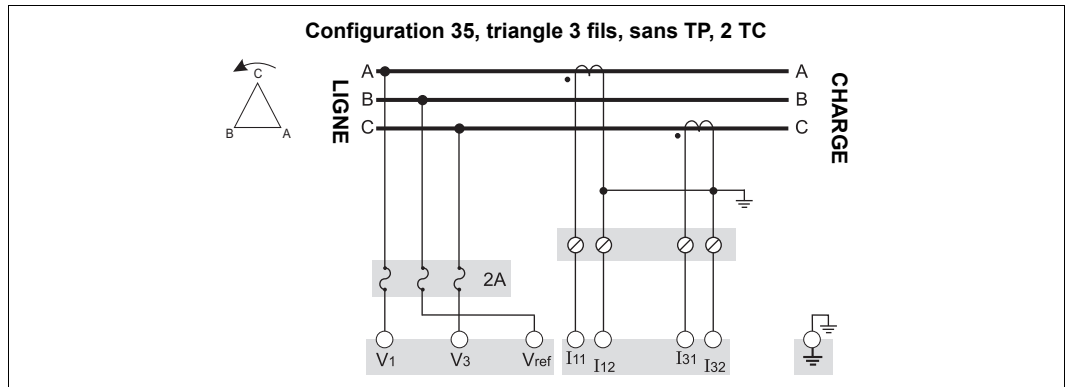 Configuration 35, triangle 3 fils, sans TP, 2 TC
C
B
A
LIGNE
A
B
C
A
B
C
CHARGE
2A
V1
V3
Vref
I11
I12
I31
I32